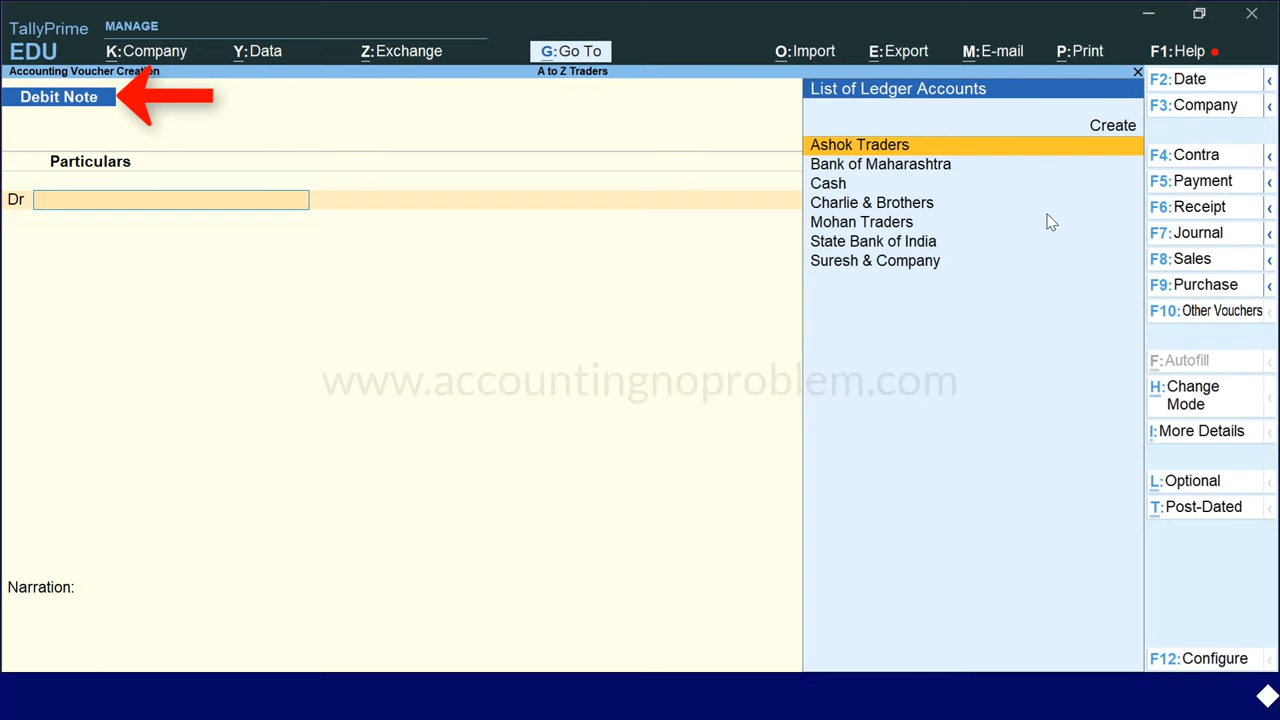 TallyPrime
EDU
MANAGE
K:Company
Y:Data
Z:Exchange
G:Go To
O:Import
E:Export
M:E-mail
P:Print
F1:Help
Accounting Voucher Creation
A to Z Traders
Debit Note
Particulars
Dr
Narration:
List of Ledger Accounts
Create
Ashok Traders
Bank of Maharashtra
Cash
Charlie & Brothers
Mohan Traders
State Bank of India
Suresh & Company
www.accountingnoproblem.com
F2:Date
F3:Company
F4:Contra
F5:Payment
F6:Receipt
F7:Journal
F8:Sales
F9:Purchase
F10:Other Vouchers
F:Autofill
H:Change
Mode
I:More Details
L:Optional
T:Post-Dated
F12:Configure